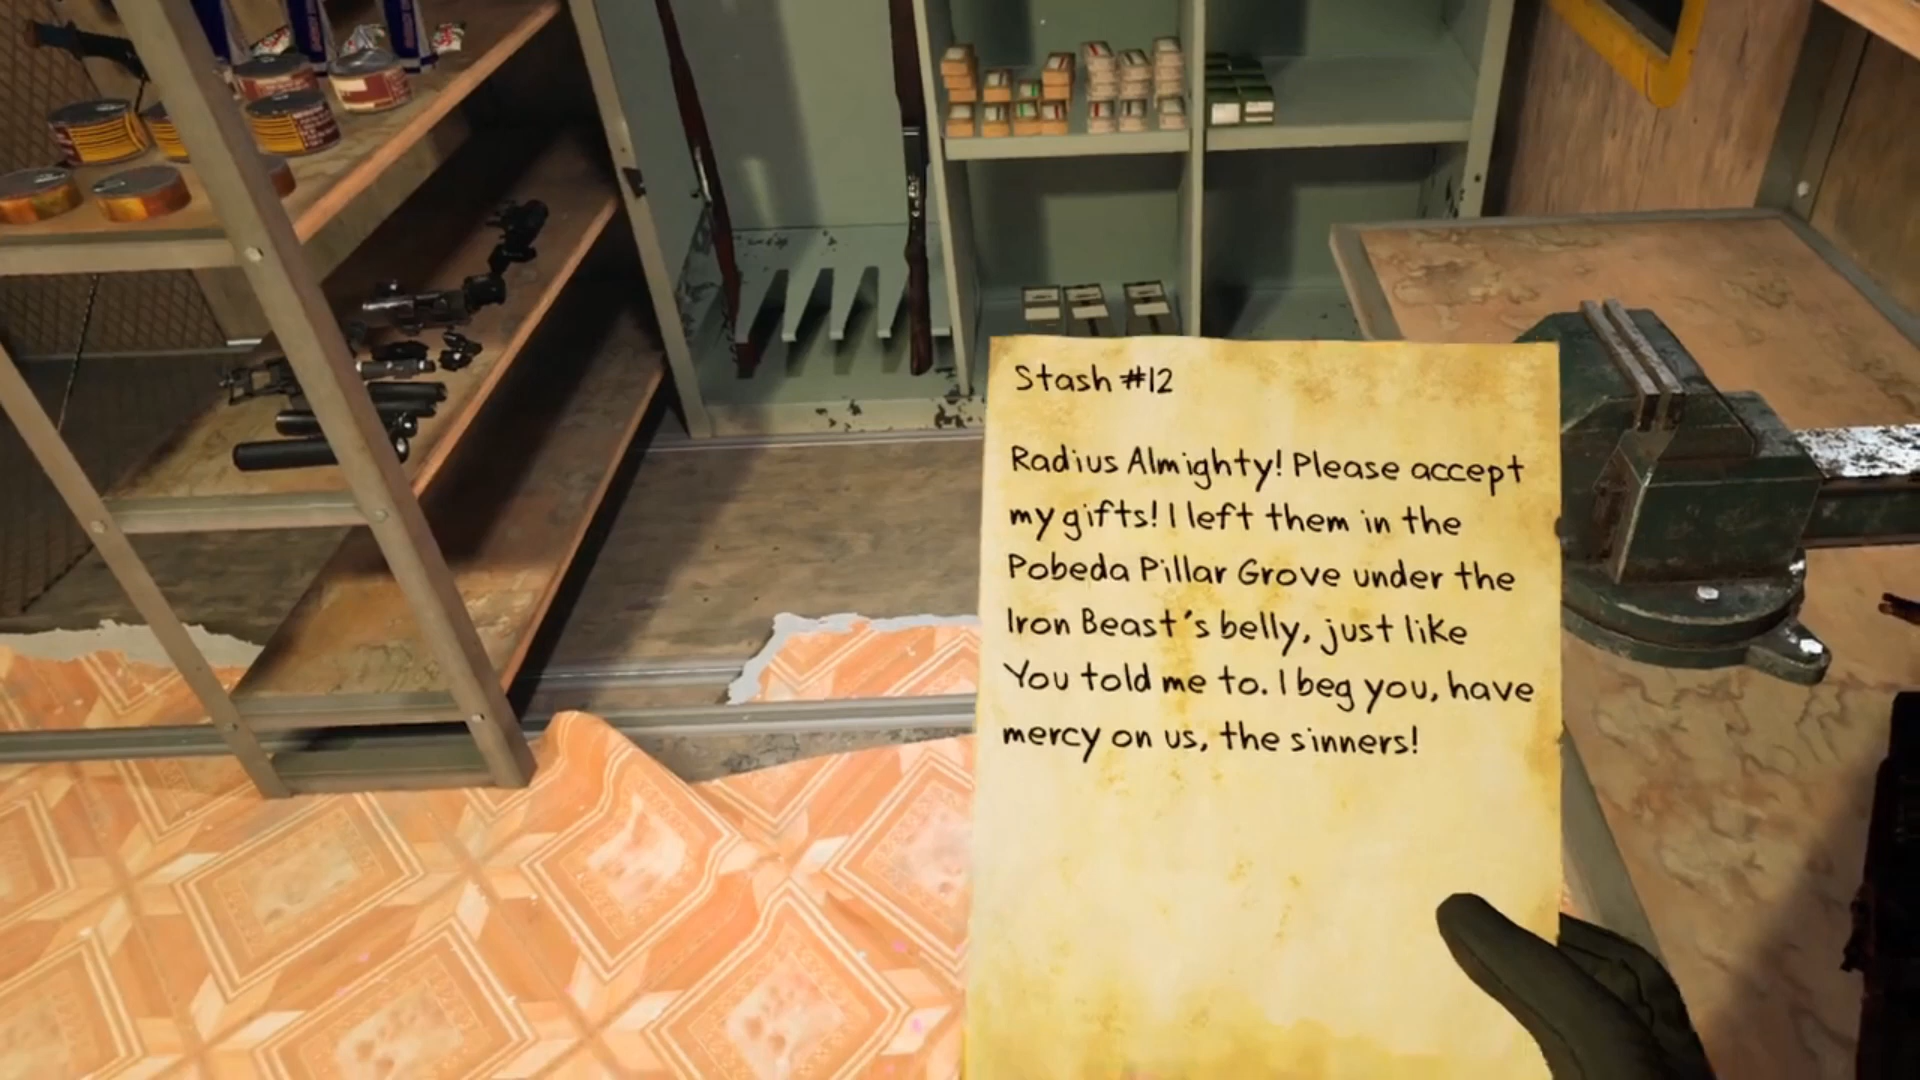 Stash #12
Radius Almighty! Please accept
my gifts! I left them in the
Pobeda Pillar Grove under the
Iron Beast's belly, just like
You told me to. I beg you, have
mercy on us, the sinners!